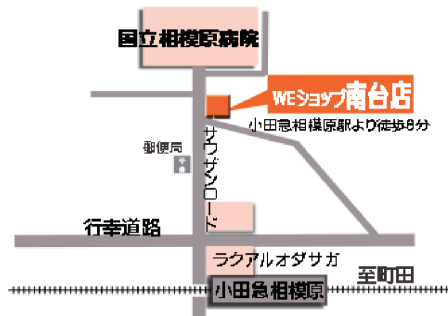 国立相模原病院
WEショップ南台店
小田急相模原駅より徒歩8分
郵便局
サウザンロード
行幸道路
ラクアルオダサガ
至町田
小田急相模原